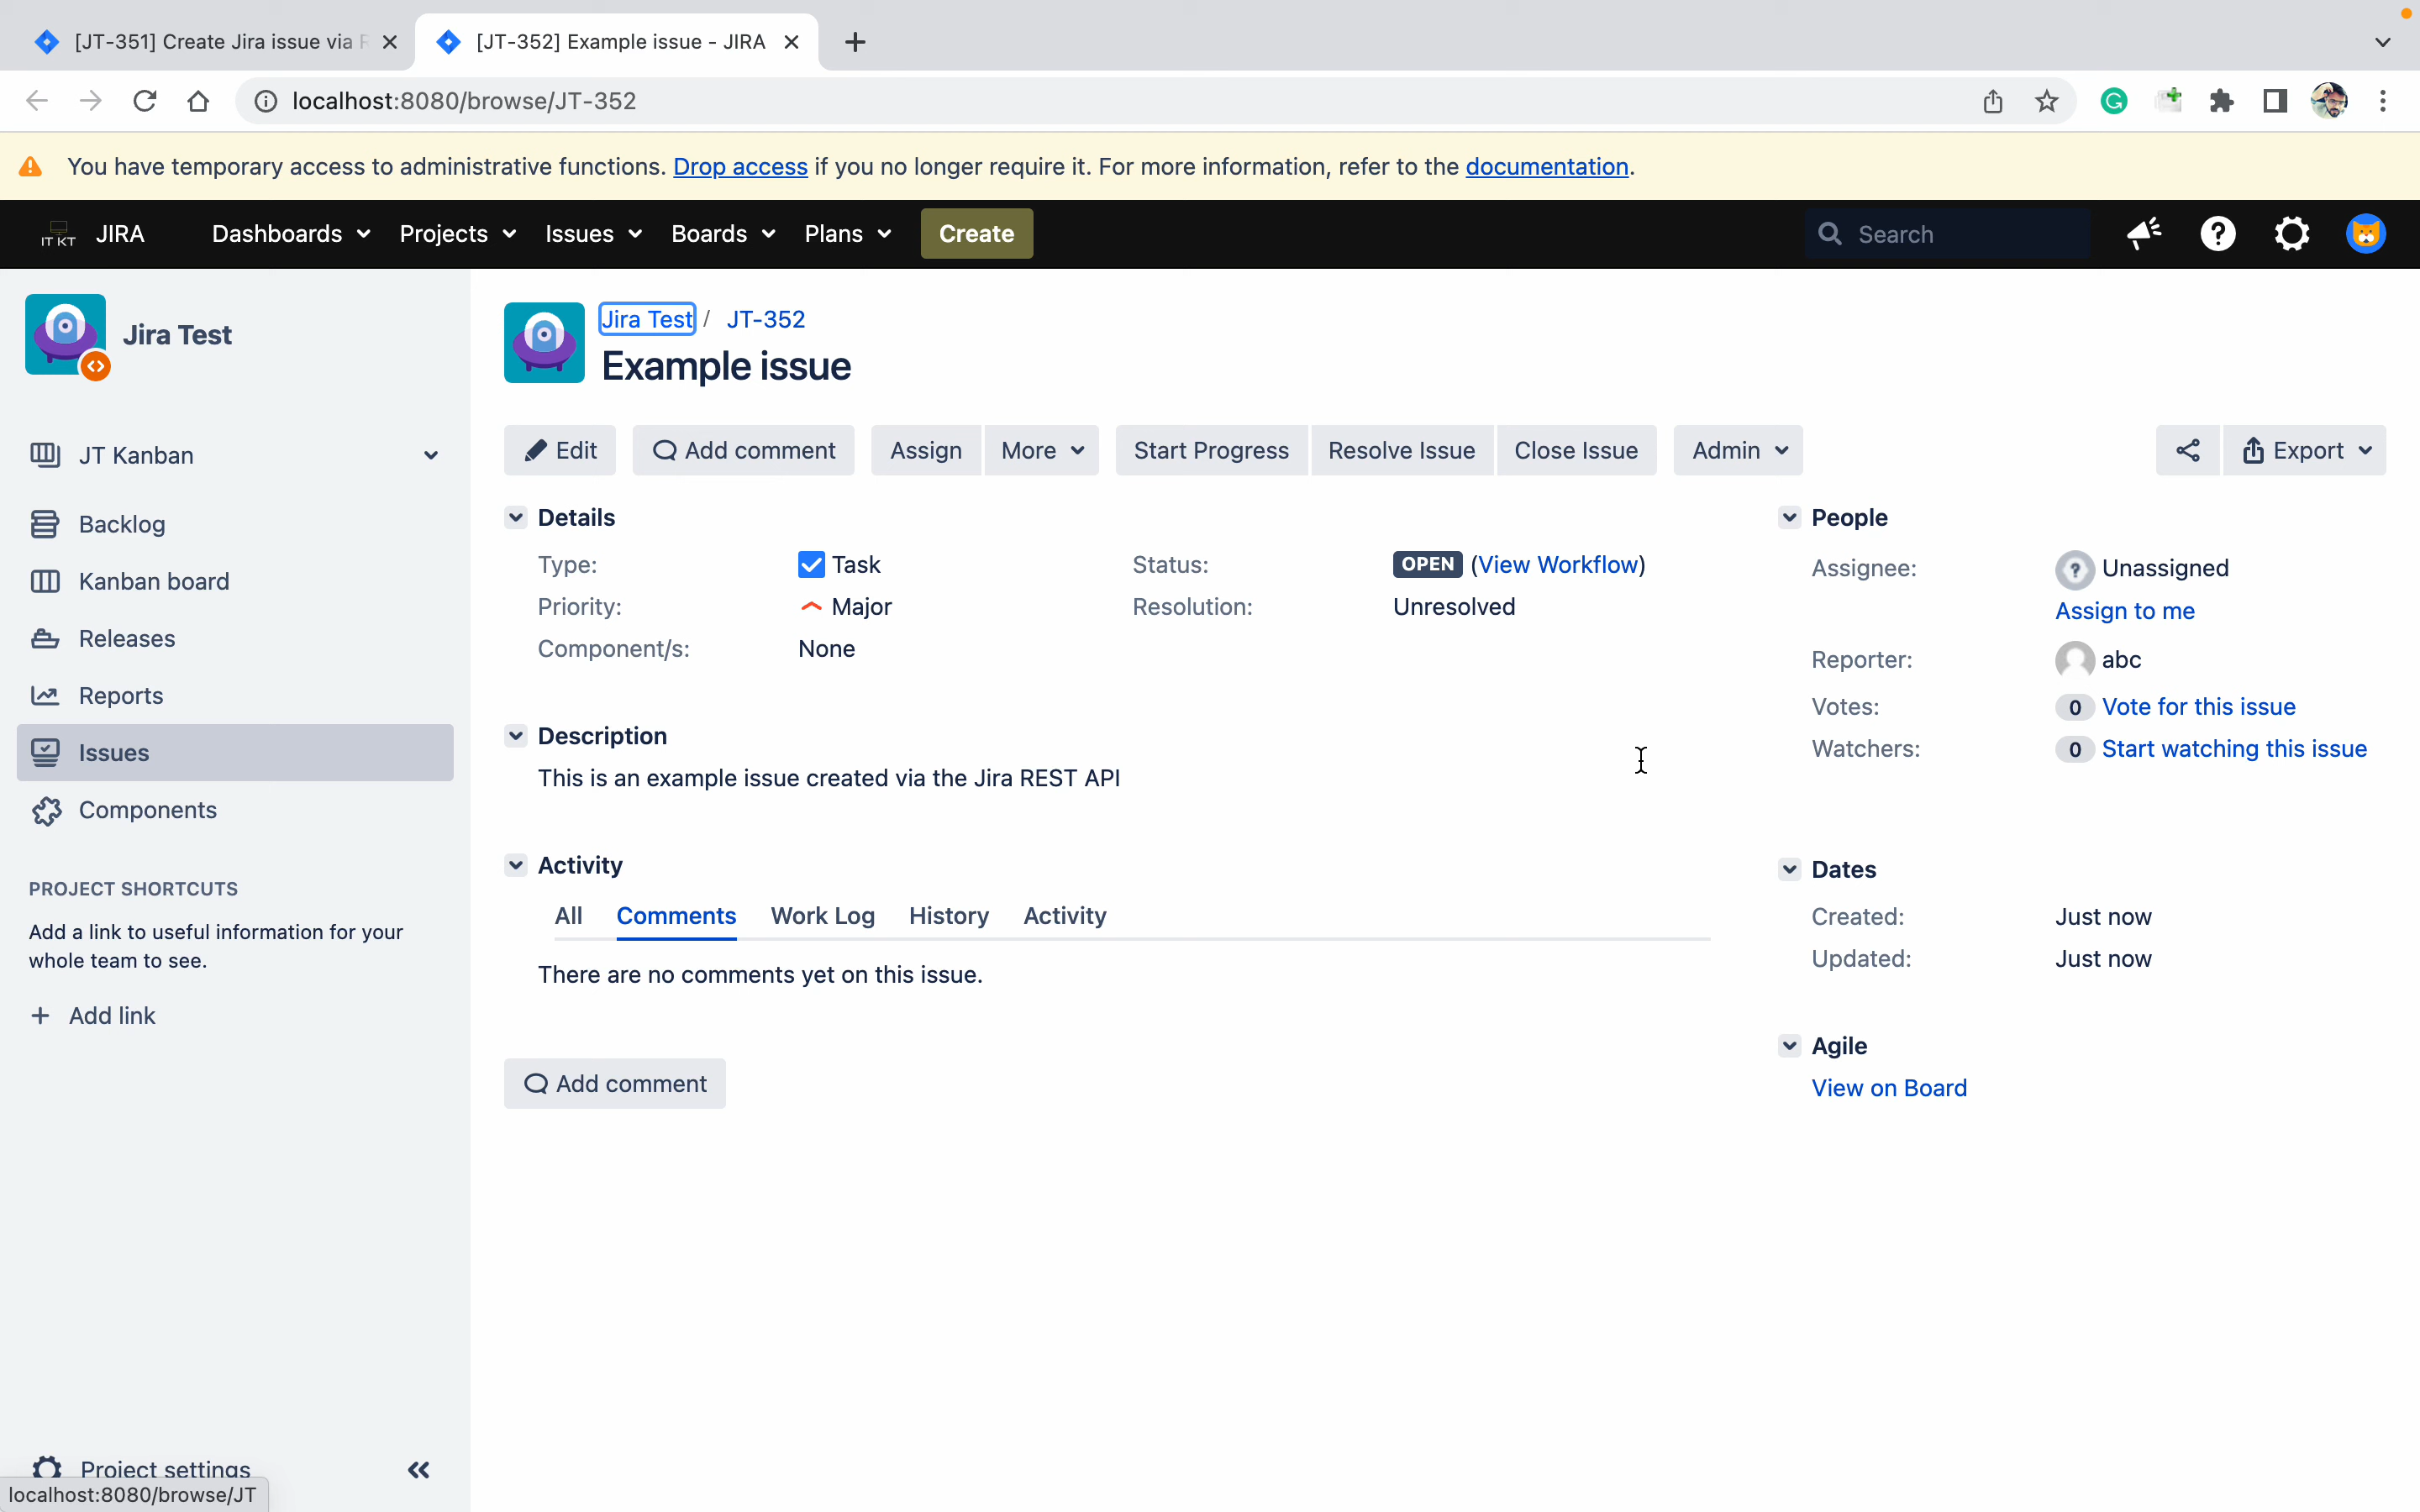 [JT-351] Create Jira issue via
[JT-352] Example issue - JIRA
localhost:8080/browse/JT-352
You have temporary access to administrative functions. Drop access if you no longer require it. For more information, refer to the documentation.
IT KT JIRA Dashboards Projects Issues Boards Plans Create Search
Jira Test
JT Kanban
Backlog
Kanban board
Releases
Reports
Issues
Components
PROJECT SHORTCUTS
Add a link to useful information for your
whole team to see.
+ Add link
Project settings
localhost:8080/browse/JT
Jira Test / JT-352
Example issue
Edit Add comment Assign More Start Progress Resolve Issue Close Issue Admin Export
Details
Type: Task Status: OPEN (View Workflow)
Priority: Major Resolution: Unresolved
Component/s: None
Description
This is an example issue created via the Jira REST API
Activity
All Comments Work Log History Activity
There are no comments yet on this issue.
Add comment
People
Assignee: Unassigned
Assign to me
Reporter: abc
Votes: 0 Vote for this issue
Watchers: 0 Start watching this issue
Dates
Created: Just now
Updated: Just now
Agile
View on Board